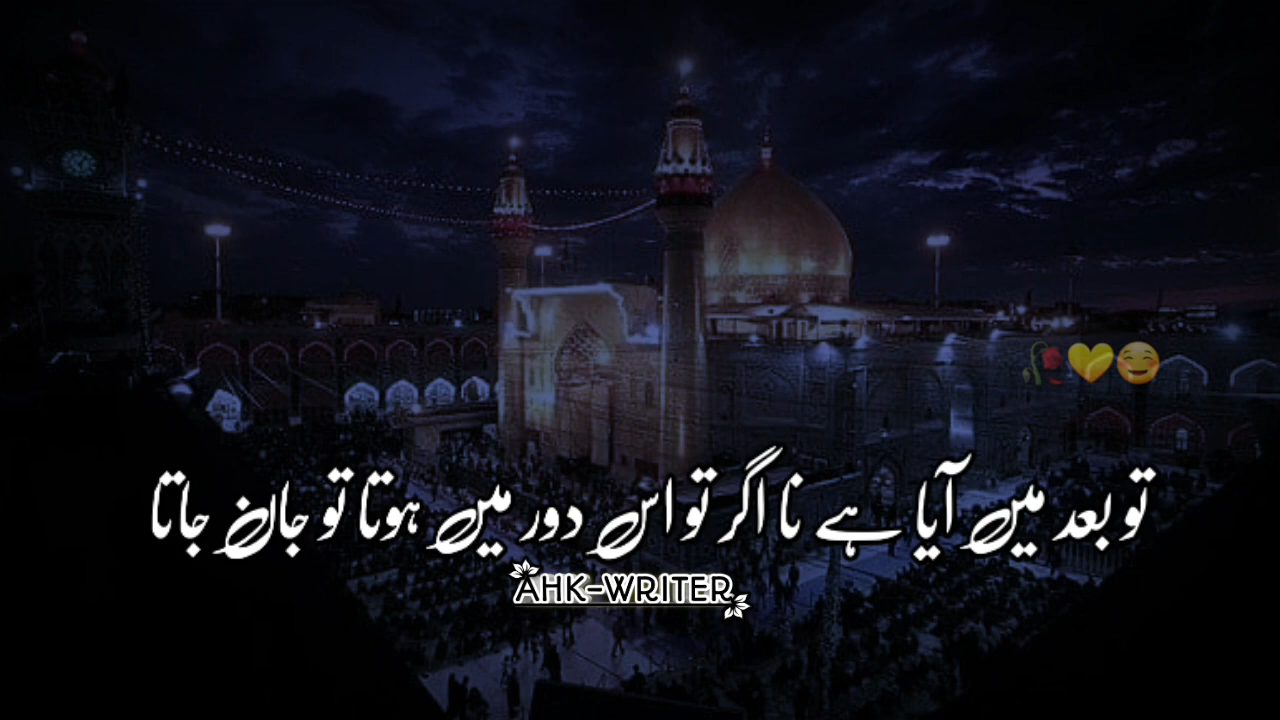 🥀💛😊
تو بعد میں آیا ہے نا اگر تو اس دور میں ہوتا تو جان جاتا
AHK-WRITER